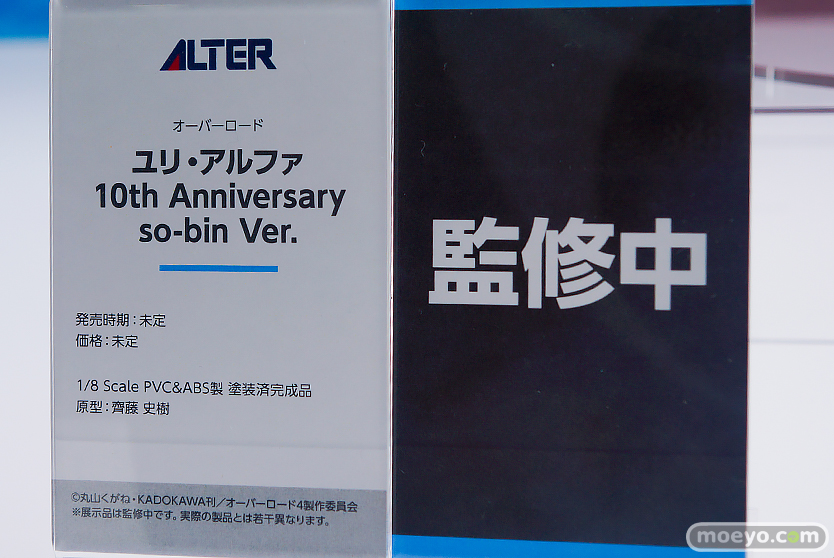 ALTER
オーバーロード
ユリ・アルファ
10th Anniversary
so-bin Ver.
発売時期：未定
価格：未定
1/8 Scale PVC&ABS製 塗装済完成品
原型：齊藤 史樹
©丸山くがね・KADOKAWA刊／オーバーロード4製作委員会
※展示品は監修中です。実際の製品とは若干異なります。
監修中
moeyo.com